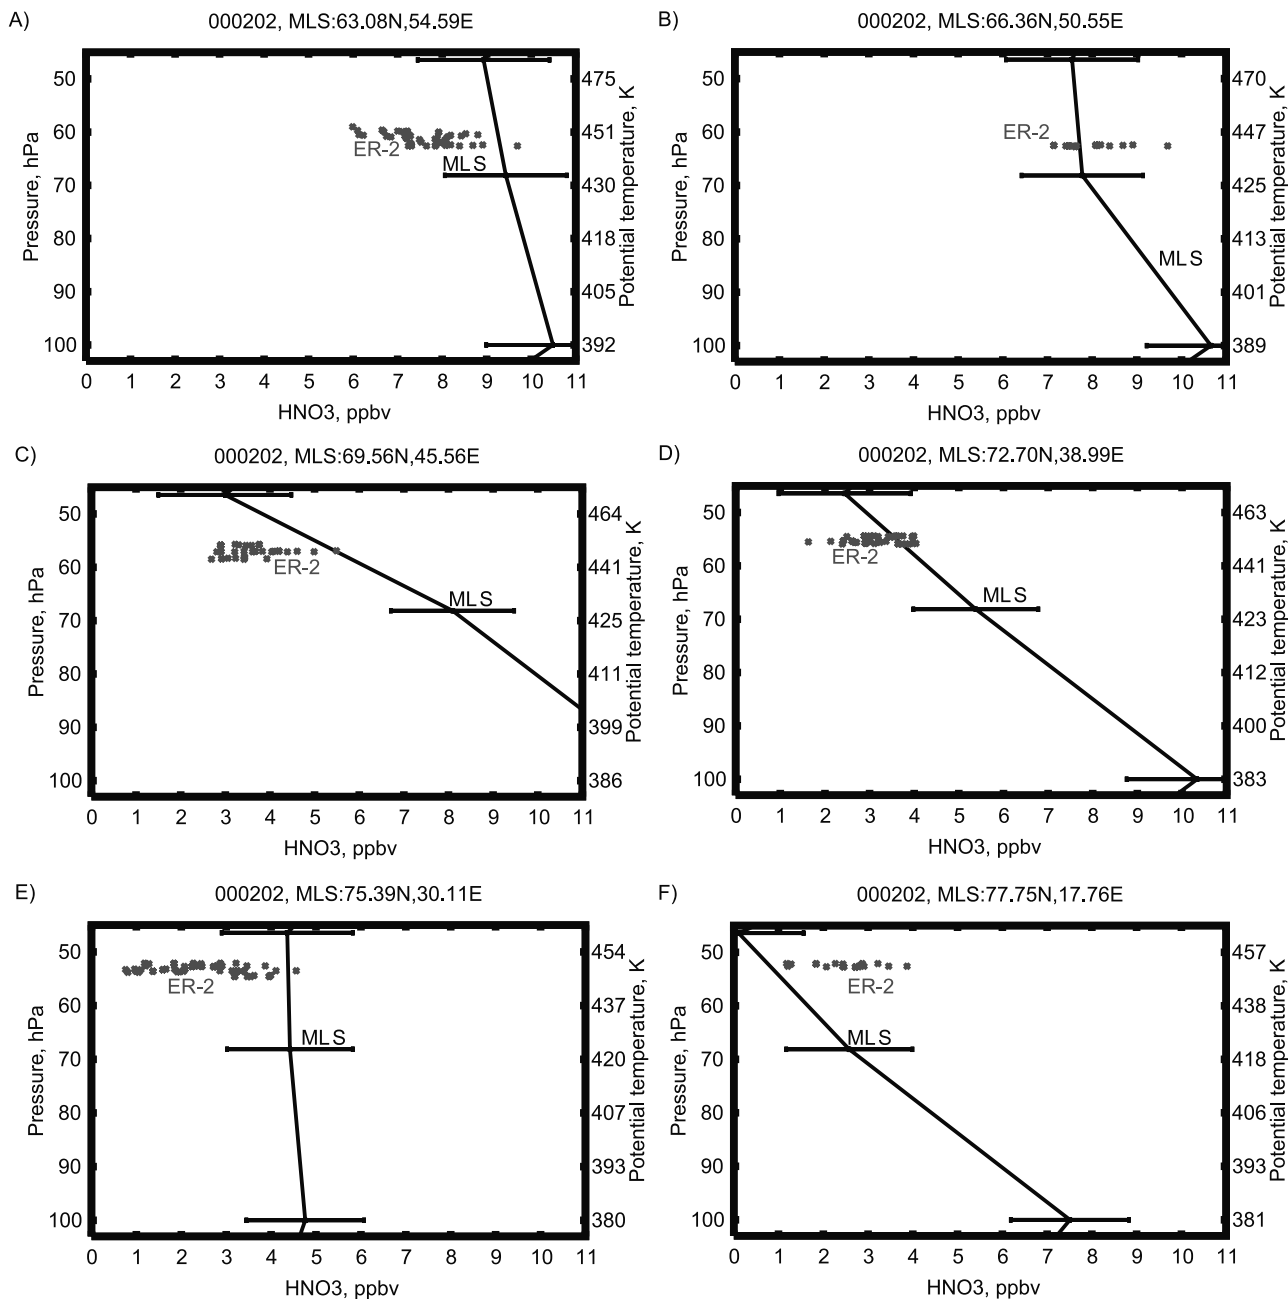 A)
000202, MLS:63.08N,54.59E
Pressure, hPa
50
60
70
80
90
100
475
451
430
418
405
392
Potential temperature, K
ER-2
MLS
0 1 2 3 4 5 6 7 8 9 10 11
HNO3, ppbv
B)
000202, MLS:66.36N,50.55E
Pressure, hPa
50
60
70
80
90
100
470
447
425
413
401
389
Potential temperature, K
ER-2
MLS
0 1 2 3 4 5 6 7 8 9 10 11
HNO3, ppbv
C)
000202, MLS:69.56N,45.56E
Pressure, hPa
50
60
70
80
90
100
464
441
425
411
399
386
Potential temperature, K
ER-2
MLS
0 1 2 3 4 5 6 7 8 9 10 11
HNO3, ppbv
D)
000202, MLS:72.70N,38.99E
Pressure, hPa
50
60
70
80
90
100
463
441
423
412
400
383
Potential temperature, K
ER-2
MLS
0 1 2 3 4 5 6 7 8 9 10 11
HNO3, ppbv
E)
000202, MLS:75.39N,30.11E
Pressure, hPa
50
60
70
80
90
100
454
437
420
407
393
380
Potential temperature, K
ER-2
MLS
0 1 2 3 4 5 6 7 8 9 10 11
HNO3, ppbv
F)
000202, MLS:77.75N,17.76E
Pressure, hPa
50
60
70
80
90
100
457
438
418
406
393
381
Potential temperature, K
ER-2
MLS
0 1 2 3 4 5 6 7 8 9 10 11
HNO3, ppbv